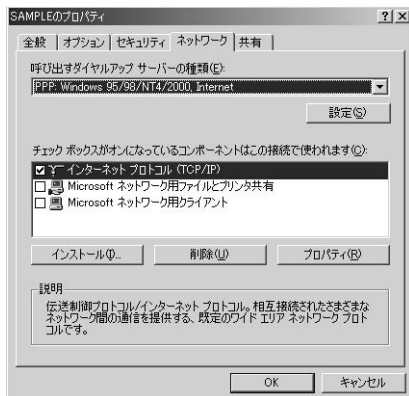 SAMPLEのプロパティ
全般 オプション セキュリティ ネットワーク 共有
呼び出すダイヤルアップ サーバーの種類(E):
PPP: Windows 95/98/NT4/2000, Internet
設定(S)
チェック ボックスがオンになっているコンポーネントはこの接続で使われます(C):
インターネット プロトコル (TCP/IP)
Microsoft ネットワーク用ファイルとプリンタ共有
Microsoft ネットワーク用クライアント
インストール(I)... 削除(U) プロパティ(R)
説明
伝送制御プロトコル/インターネット プロトコル。相互接続されたさまざまな
ネットワーク間の通信を提供する、既定のワイド エリア ネットワーク プロト
コルです。
OK キャンセル